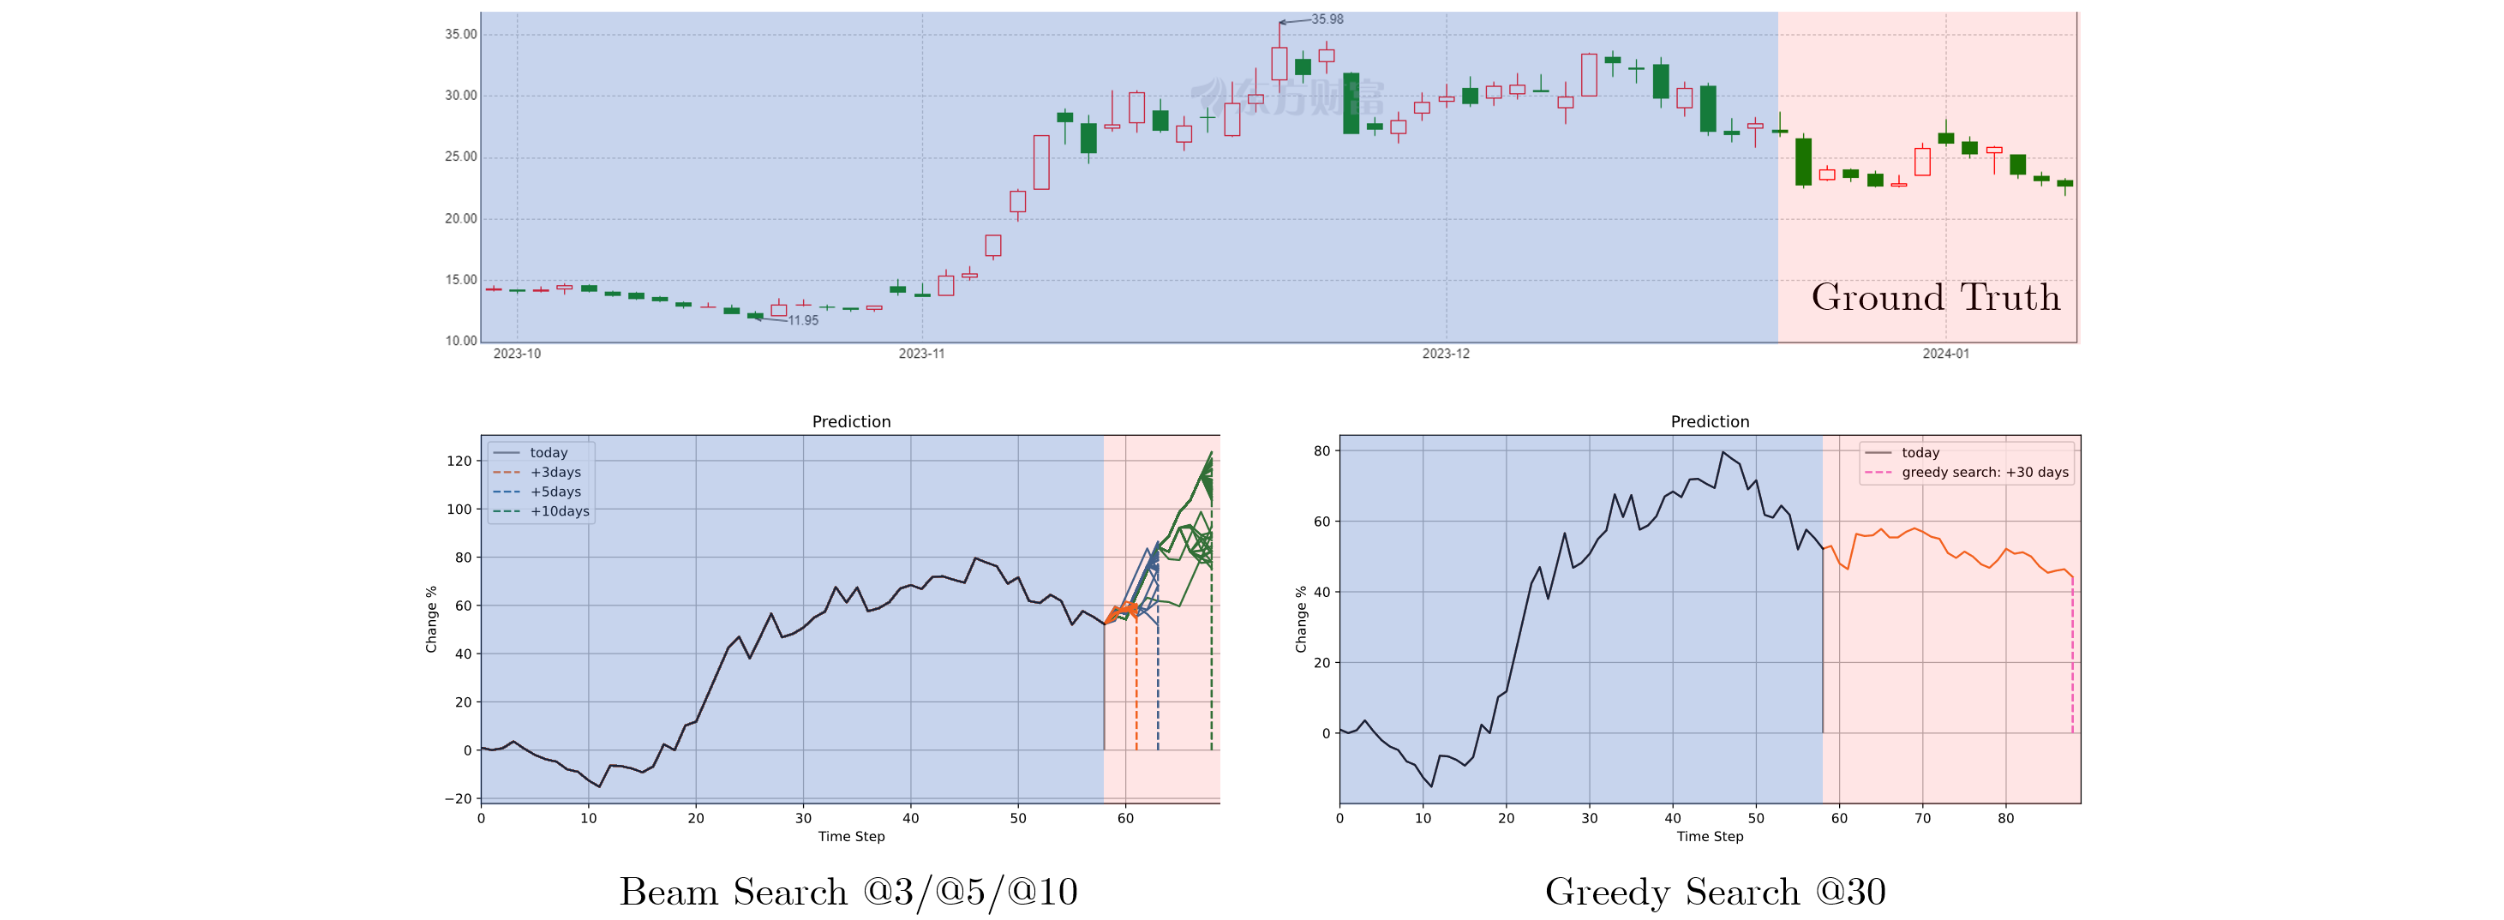 35.00
30.00
25.00
20.00
15.00
10.00
35.98
东方财富
11.95
Ground Truth
2023-10
2023-11
2023-12
2024-01
Prediction
today
+3days
+5days
+10days
120
100
80
60
40
20
0
−20
Change %
0 10 20 30 40 50 60
Time Step
Beam Search @3/@5/@10
Prediction
today
greedy search: +30 days
80
60
40
20
0
Change %
0 10 20 30 40 50 60 70 80
Time Step
Greedy Search @30